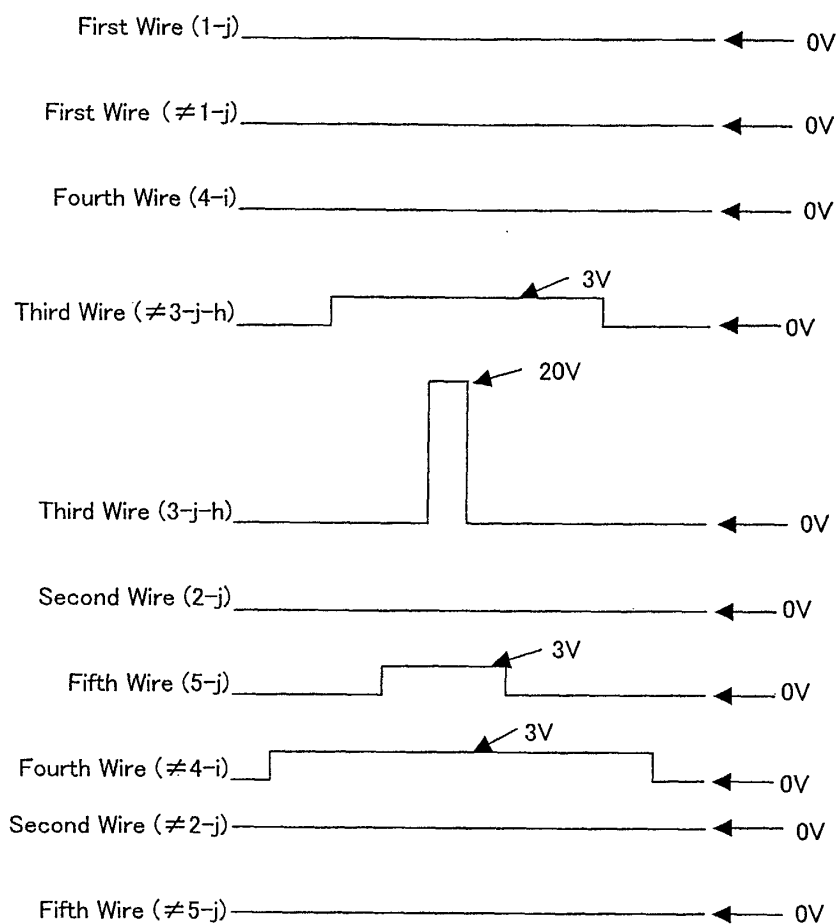 First Wire (1-j) 0V
First Wire (≠1-j) 0V
Fourth Wire (4-i) 0V
3V
Third Wire (≠3-j-h) 0V
20V
Third Wire (3-j-h) 0V
Second Wire (2-j) 0V
3V
Fifth Wire (5-j) 0V
3V
Fourth Wire (≠4-i) 0V
Second Wire (≠2-j) 0V
Fifth Wire (≠5-j) 0V